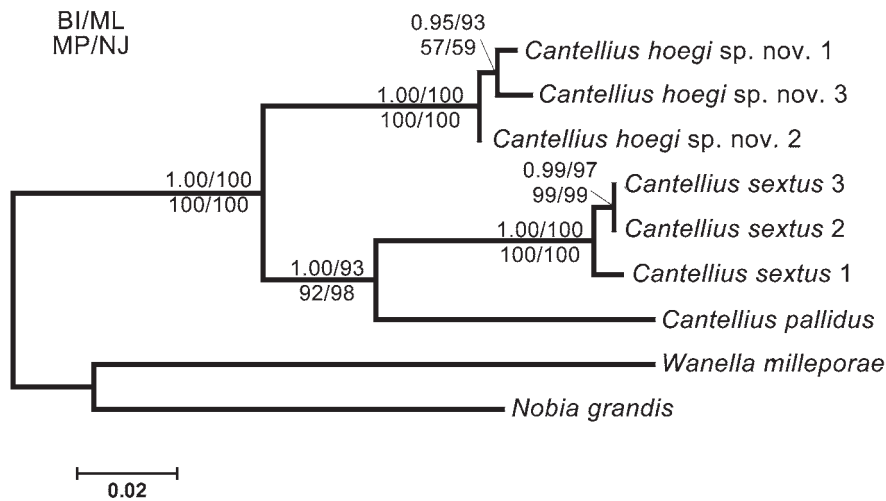 BI/ML
MP/NJ
0.95/93
57/59
Cantellius hoegi sp. nov. 1
Cantellius hoegi sp. nov. 3
1.00/100
100/100
Cantellius hoegi sp. nov. 2
0.99/97
99/99
Cantellius sextus 3
1.00/100
100/100
Cantellius sextus 2
1.00/100
100/100
Cantellius sextus 1
1.00/93
92/98
Cantellius pallidus
Wanella milleporae
Nobia grandis
0.02